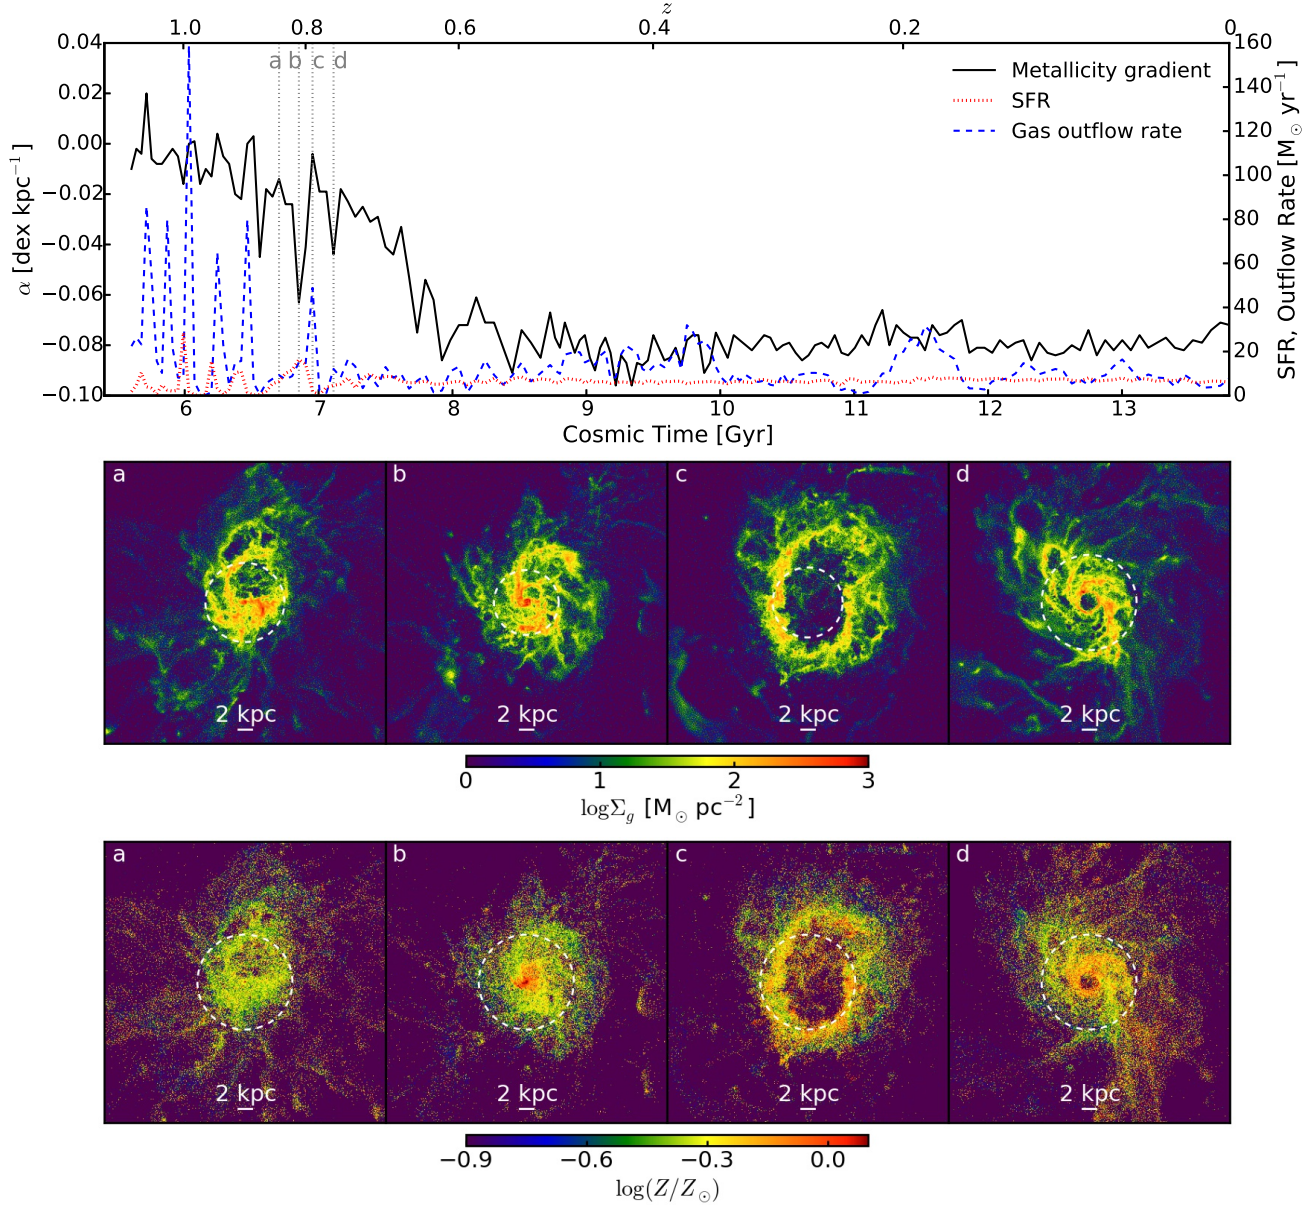 z
1.0 0.8 0.6 0.4 0.2 0
0.04 0.02 0.00 −0.02 −0.04 −0.06 −0.08 −0.10
α [dex kpc⁻¹]
a b c d
Metallicity gradient
SFR
Gas outflow rate
160 140 120 100 80 60 40 20 0
SFR, Outflow Rate [M⊙ yr⁻¹]
6 7 8 9 10 11 12 13
Cosmic Time [Gyr]
a b c d
2 kpc 2 kpc 2 kpc 2 kpc
0 1 2 3
logΣg [M⊙ pc⁻²]
a b c d
2 kpc 2 kpc 2 kpc 2 kpc
−0.9 −0.6 −0.3 0.0
log(Z/Z⊙)